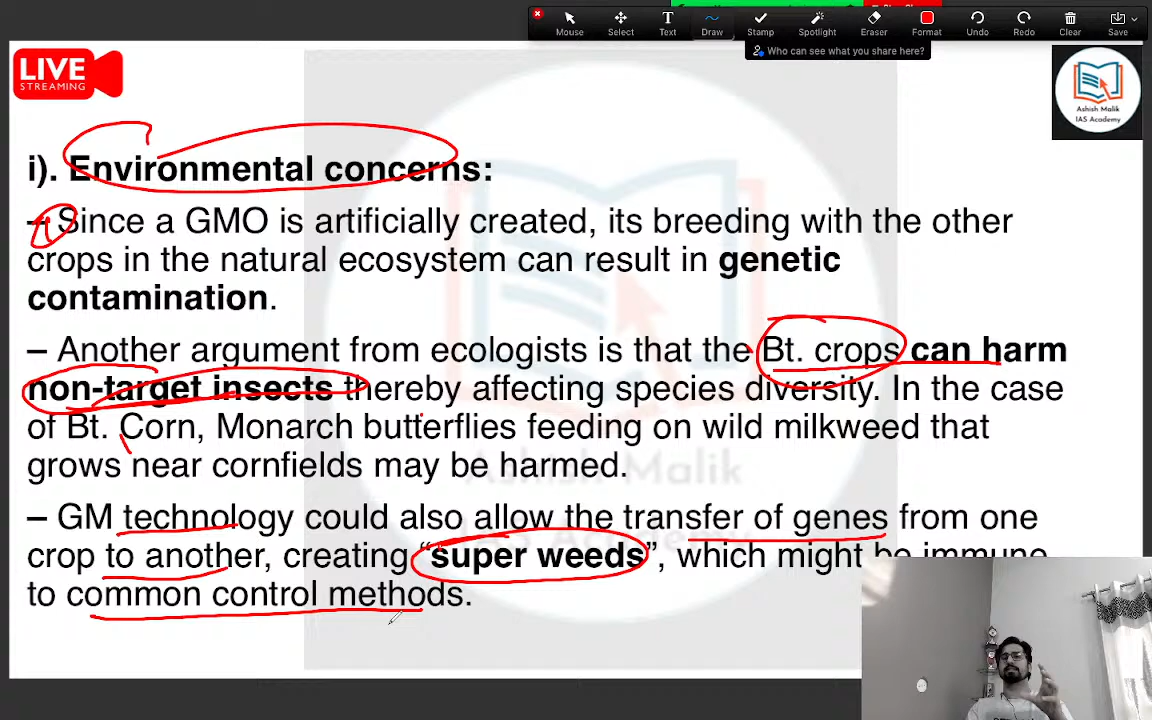 Mouse Select Text Draw Stamp Spotlight Eraser Format Undo Redo Clear Save
Who can see what you share here?
LIVE
STREAMING
Ashish Malik
IAS Academy
i). Environmental concerns:
– Since a GMO is artificially created, its breeding with the other
crops in the natural ecosystem can result in genetic
contamination.
– Another argument from ecologists is that the Bt. crops can harm
non-target insects thereby affecting species diversity. In the case
of Bt. Corn, Monarch butterflies feeding on wild milkweed that
grows near cornfields may be harmed.
Ashish Malik
– GM technology could also allow the transfer of genes from one
IAS Academy
crop to another, creating “super weeds”, which might be immune
to common control methods.